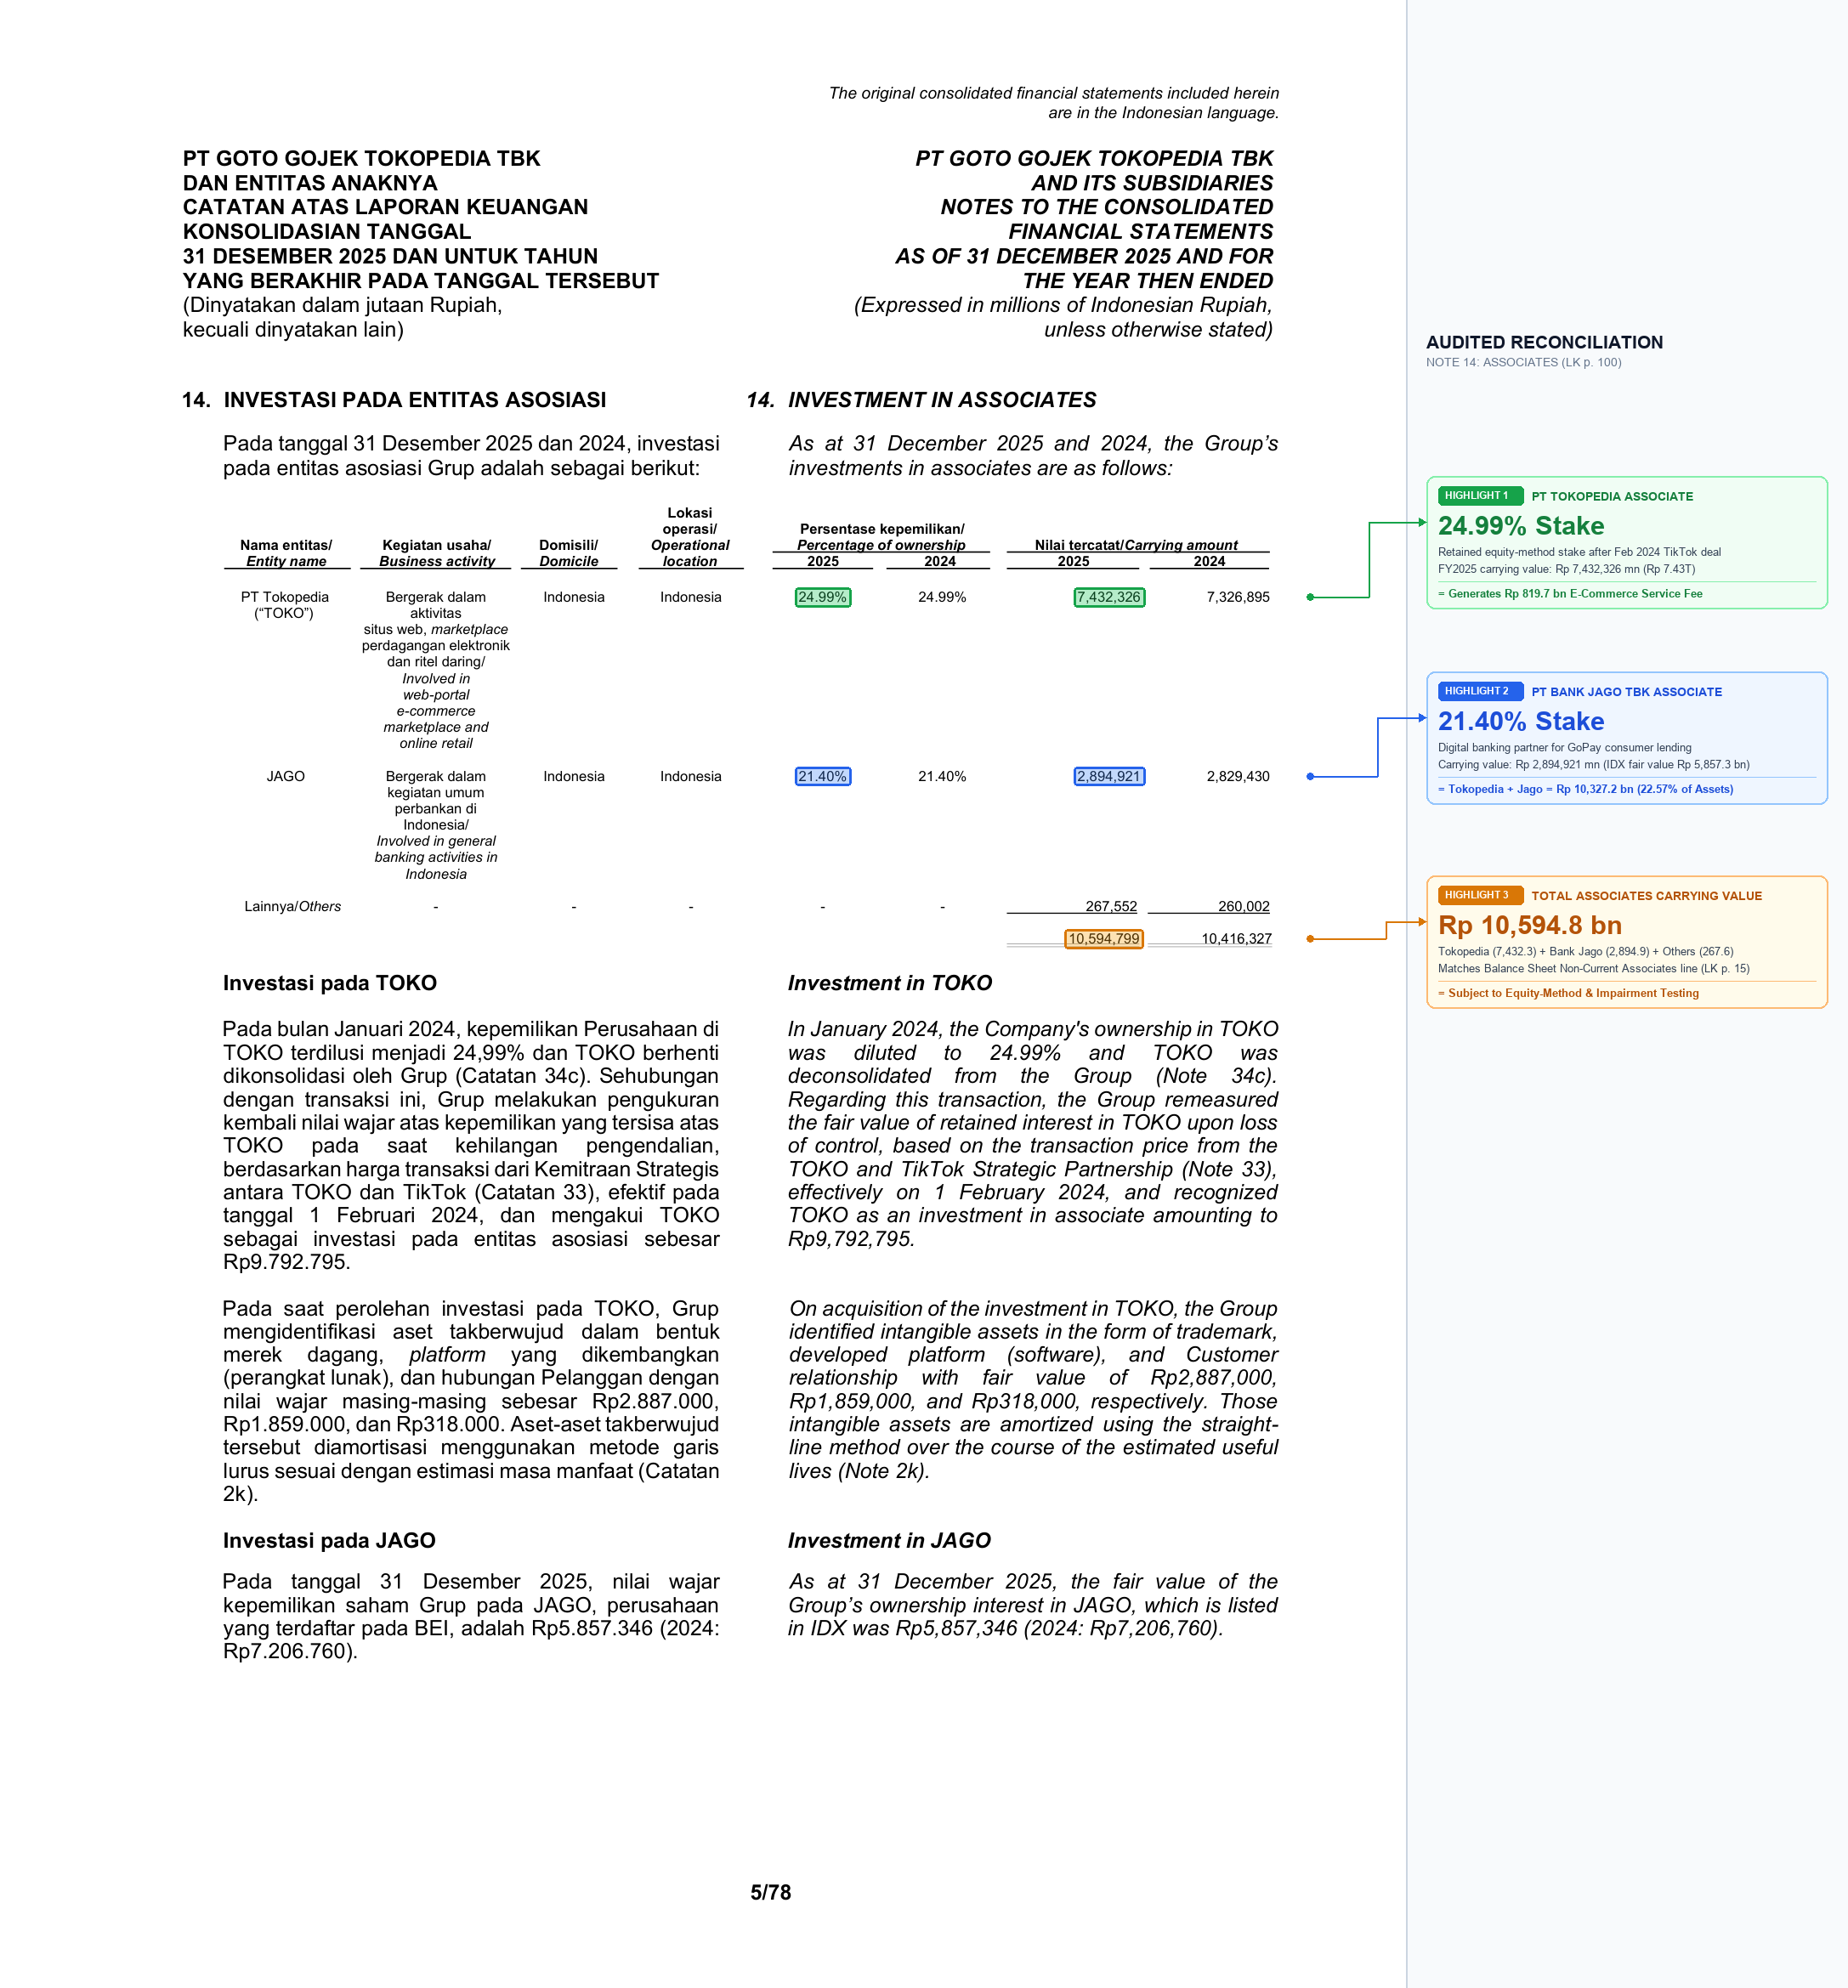 The original consolidated financial statements included herein
are in the Indonesian language.
PT GOTO GOJEK TOKOPEDIA TBK
DAN ENTITAS ANAKNYA
CATATAN ATAS LAPORAN KEUANGAN
KONSOLIDASIAN TANGGAL
31 DESEMBER 2025 DAN UNTUK TAHUN
YANG BERAKHIR PADA TANGGAL TERSEBUT
(Dinyatakan dalam jutaan Rupiah,
kecuali dinyatakan lain)
PT GOTO GOJEK TOKOPEDIA TBK
AND ITS SUBSIDIARIES
NOTES TO THE CONSOLIDATED
FINANCIAL STATEMENTS
AS OF 31 DECEMBER 2025 AND FOR
THE YEAR THEN ENDED
(Expressed in millions of Indonesian Rupiah,
unless otherwise stated)
14. INVESTASI PADA ENTITAS ASOSIASI
Pada tanggal 31 Desember 2025 dan 2024, investasi
pada entitas asosiasi Grup adalah sebagai berikut:
14. INVESTMENT IN ASSOCIATES
As at 31 December 2025 and 2024, the Group's
investments in associates are as follows:
Nama entitas/
Entity name
Kegiatan usaha/
Business activity
Domisili/
Domicile
Lokasi
operasi/
Operational
location
Persentase kepemilikan/
Percentage of ownership
2025 2024
Nilai tercatat/Carrying amount
2025 2024
PT Tokopedia
("TOKO")
Bergerak dalam
aktivitas
situs web, marketplace
perdagangan elektronik
dan ritel daring/
Involved in
web-portal
e-commerce
marketplace and
online retail
Indonesia Indonesia 24.99% 24.99% 7,432,326 7,326,895
JAGO
Bergerak dalam
kegiatan umum
perbankan di
Indonesia/
Involved in general
banking activities in
Indonesia
Indonesia Indonesia 21.40% 21.40% 2,894,921 2,829,430
Lainnya/Others - - - - - 267,552 260,002
10,594,799 10,416,327
Investasi pada TOKO
Pada bulan Januari 2024, kepemilikan Perusahaan di
TOKO terdilusi menjadi 24,99% dan TOKO berhenti
dikonsolidasi oleh Grup (Catatan 34c). Sehubungan
dengan transaksi ini, Grup melakukan pengukuran
kembali nilai wajar atas kepemilikan yang tersisa atas
TOKO pada saat kehilangan pengendalian,
berdasarkan harga transaksi dari Kemitraan Strategis
antara TOKO dan TikTok (Catatan 33), efektif pada
tanggal 1 Februari 2024, dan mengakui TOKO
sebagai investasi pada entitas asosiasi sebesar
Rp9.792.795.
Pada saat perolehan investasi pada TOKO, Grup
mengidentifikasi aset takberwujud dalam bentuk
merek dagang, platform yang dikembangkan
(perangkat lunak), dan hubungan Pelanggan dengan
nilai wajar masing-masing sebesar Rp2.887.000,
Rp1.859.000, dan Rp318.000. Aset-aset takberwujud
tersebut diamortisasi menggunakan metode garis
lurus sesuai dengan estimasi masa manfaat (Catatan
2k).
Investasi pada JAGO
Pada tanggal 31 Desember 2025, nilai wajar
kepemilikan saham Grup pada JAGO, perusahaan
yang terdaftar pada BEI, adalah Rp5.857.346 (2024:
Rp7.206.760).
Investment in TOKO
In January 2024, the Company's ownership in TOKO
was diluted to 24.99% and TOKO was
deconsolidated from the Group (Note 34c).
Regarding this transaction, the Group remeasured
the fair value of retained interest in TOKO upon loss
of control, based on the transaction price from the
TOKO and TikTok Strategic Partnership (Note 33),
effectively on 1 February 2024, and recognized
TOKO as an investment in associate amounting to
Rp9,792,795.
On acquisition of the investment in TOKO, the Group
identified intangible assets in the form of trademark,
developed platform (software), and Customer
relationship with fair value of Rp2,887,000,
Rp1,859,000, and Rp318,000, respectively. Those
intangible assets are amortized using the straight-
line method over the course of the estimated useful
lives (Note 2k).
Investment in JAGO
As at 31 December 2025, the fair value of the
Group's ownership interest in JAGO, which is listed
in IDX was Rp5,857,346 (2024: Rp7,206,760).
5/78
AUDITED RECONCILIATION
NOTE 14: ASSOCIATES (LK p. 100)
HIGHLIGHT 1 PT TOKOPEDIA ASSOCIATE
24.99% Stake
Retained equity-method stake after Feb 2024 TikTok deal
FY2025 carrying value: Rp 7,432,326 mn (Rp 7.43T)
= Generates Rp 819.7 bn E-Commerce Service Fee
HIGHLIGHT 2 PT BANK JAGO TBK ASSOCIATE
21.40% Stake
Digital banking partner for GoPay consumer lending
Carrying value: Rp 2,894,921 mn (IDX fair value Rp 5,857.3 bn)
= Tokopedia + Jago = Rp 10,327.2 bn (22.57% of Assets)
HIGHLIGHT 3 TOTAL ASSOCIATES CARRYING VALUE
Rp 10,594.8 bn
Tokopedia (7,432.3) + Bank Jago (2,894.9) + Others (267.6)
Matches Balance Sheet Non-Current Associates line (LK p. 15)
= Subject to Equity-Method & Impairment Testing